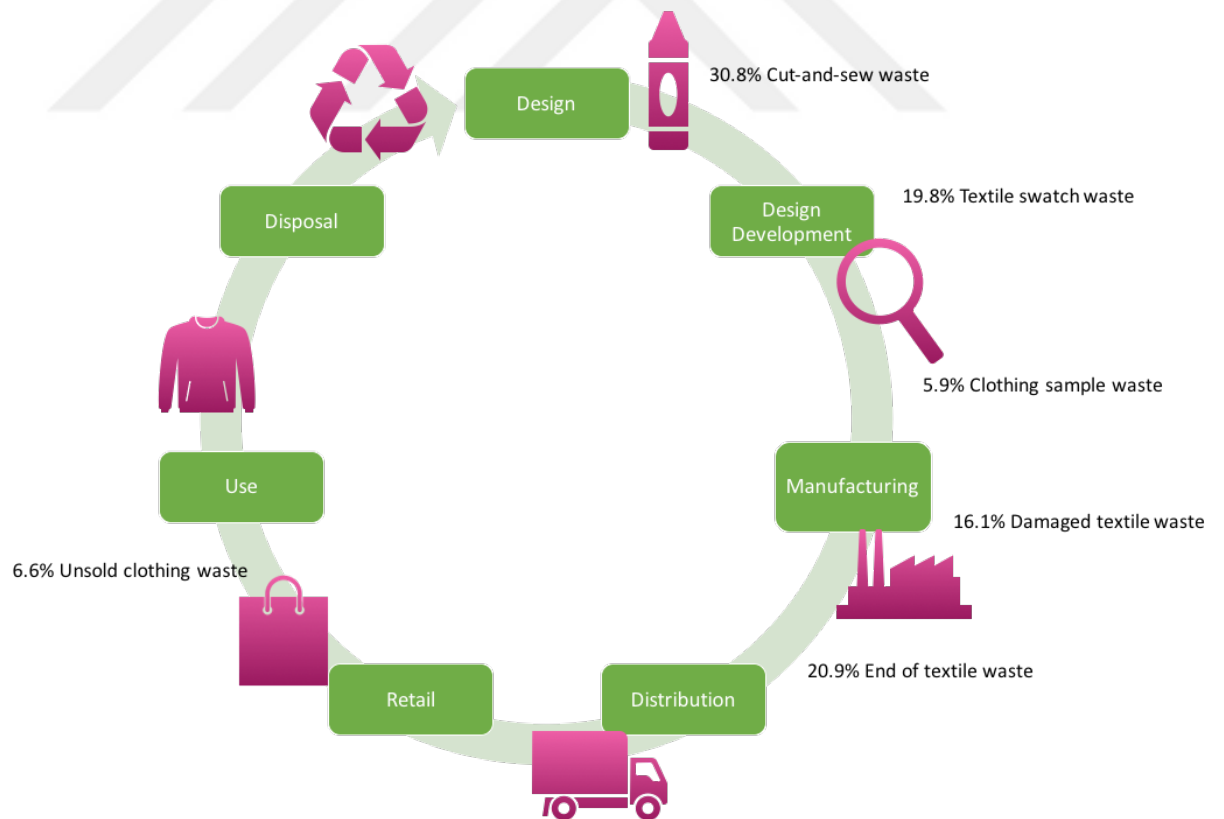 Design
30.8% Cut-and-sew waste
19.8% Textile swatch waste
Design
Development
5.9% Clothing sample waste
Manufacturing
16.1% Damaged textile waste
20.9% End of textile waste
Distribution
Retail
6.6% Unsold clothing waste
Use
Disposal